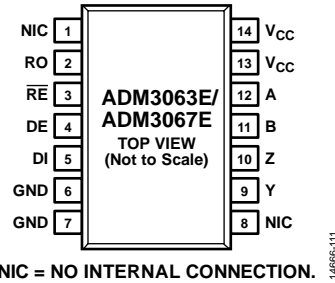 NIC 1
RO 2
RE 3
DE 4
DI 5
GND 6
GND 7
ADM3063E/
ADM3067E
TOP VIEW
(Not to Scale)
14 VCC
13 VCC
12 A
11 B
10 Z
9 Y
8 NIC
NIC = NO INTERNAL CONNECTION.
14666-111